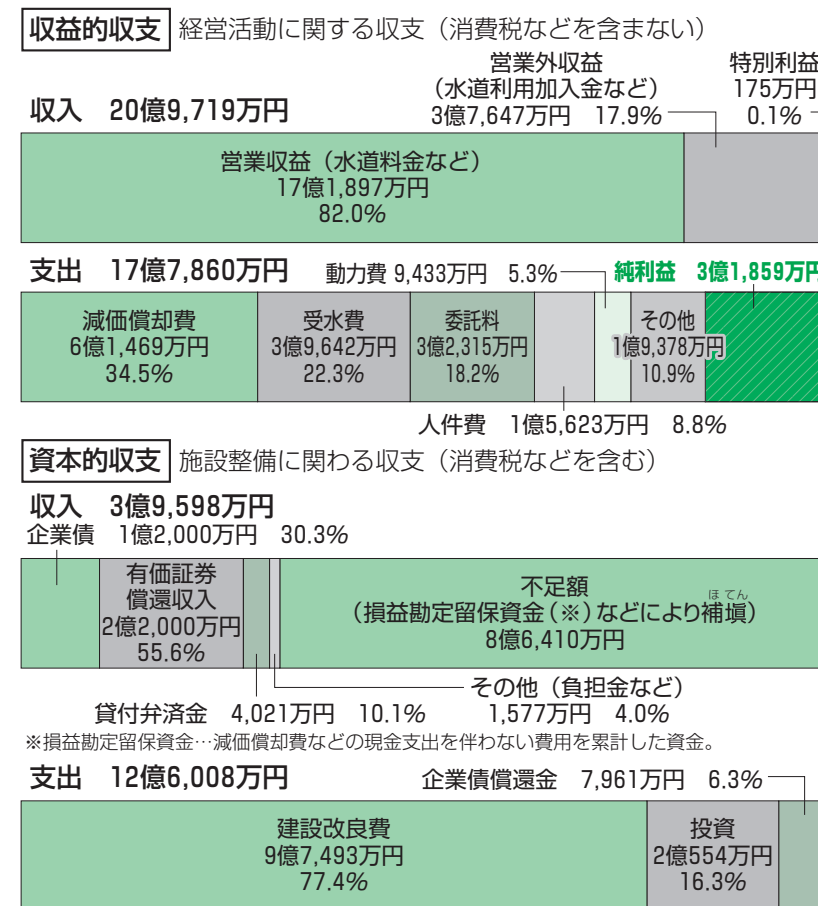 収益的収支 経営活動に関する収支（消費税などを含まない）
営業外収益
（水道利用加入金など）
3億7,647万円 17.9%
特別利益
175万円
0.1%
収入 20億9,719万円
営業収益（水道料金など）
17億1,897万円
82.0%
支出 17億7,860万円
動力費 9,433万円 5.3%
純利益 3億1,859万円
減価償却費
6億1,469万円
34.5%
受水費
3億9,642万円
22.3%
委託料
3億2,315万円
18.2%
その他
1億9,378万円
10.9%
人件費 1億5,623万円 8.8%
資本的収支 施設整備に関わる収支（消費税などを含む）
収入 3億9,598万円
企業債 1億2,000万円 30.3%
有価証券
償還収入
2億2,000万円
55.6%
不足額
（損益勘定留保資金（※）などにより補塡）
ほてん
8億6,410万円
その他（負担金など）
1,577万円 4.0%
貸付弁済金 4,021万円 10.1%
※損益勘定留保資金…減価償却費などの現金支出を伴わない費用を累計した資金。
支出 12億6,008万円
企業債償還金 7,961万円 6.3%
建設改良費
9億7,493万円
77.4%
投資
2億554万円
16.3%